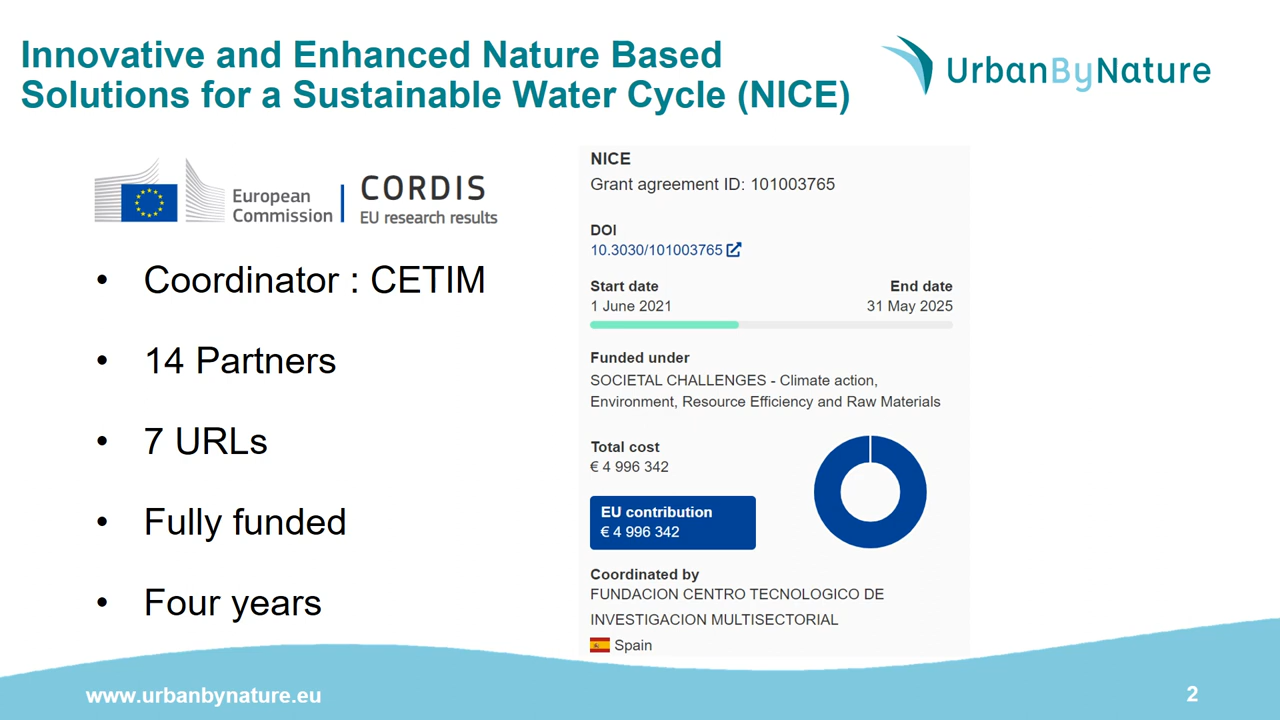 Innovative and Enhanced Nature Based
Solutions for a Sustainable Water Cycle (NICE)
UrbanByNature
European
Commission
CORDIS
EU research results
• Coordinator : CETIM
• 14 Partners
• 7 URLs
• Fully funded
• Four years
NICE
Grant agreement ID: 101003765
DOI
10.3030/101003765
Start date End date
1 June 2021 31 May 2025
Funded under
SOCIETAL CHALLENGES - Climate action,
Environment, Resource Efficiency and Raw Materials
Total cost
€ 4 996 342
EU contribution
€ 4 996 342
Coordinated by
FUNDACION CENTRO TECNOLOGICO DE
INVESTIGACION MULTISECTORIAL
Spain
www.urbanbynature.eu
2